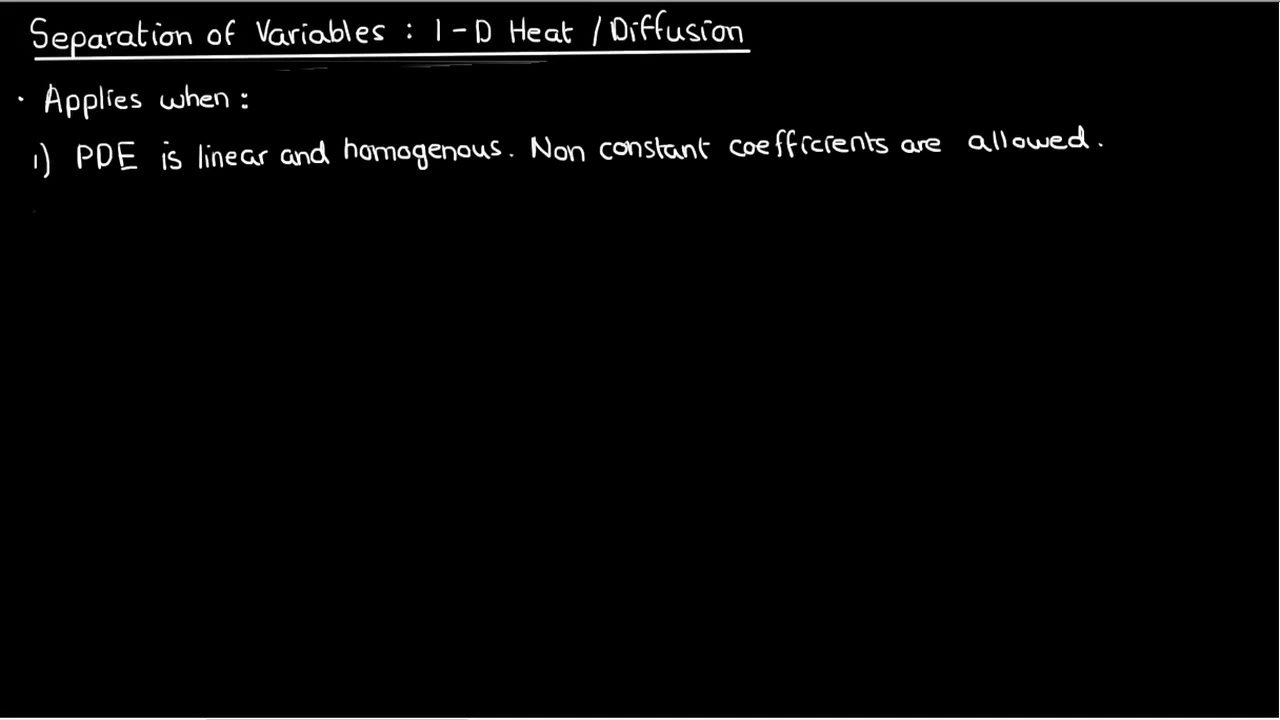 Separation of Variables : 1-D Heat / Diffusion
· Applies when :
1) PDE is linear and homogenous. Non constant coefficients are allowed.